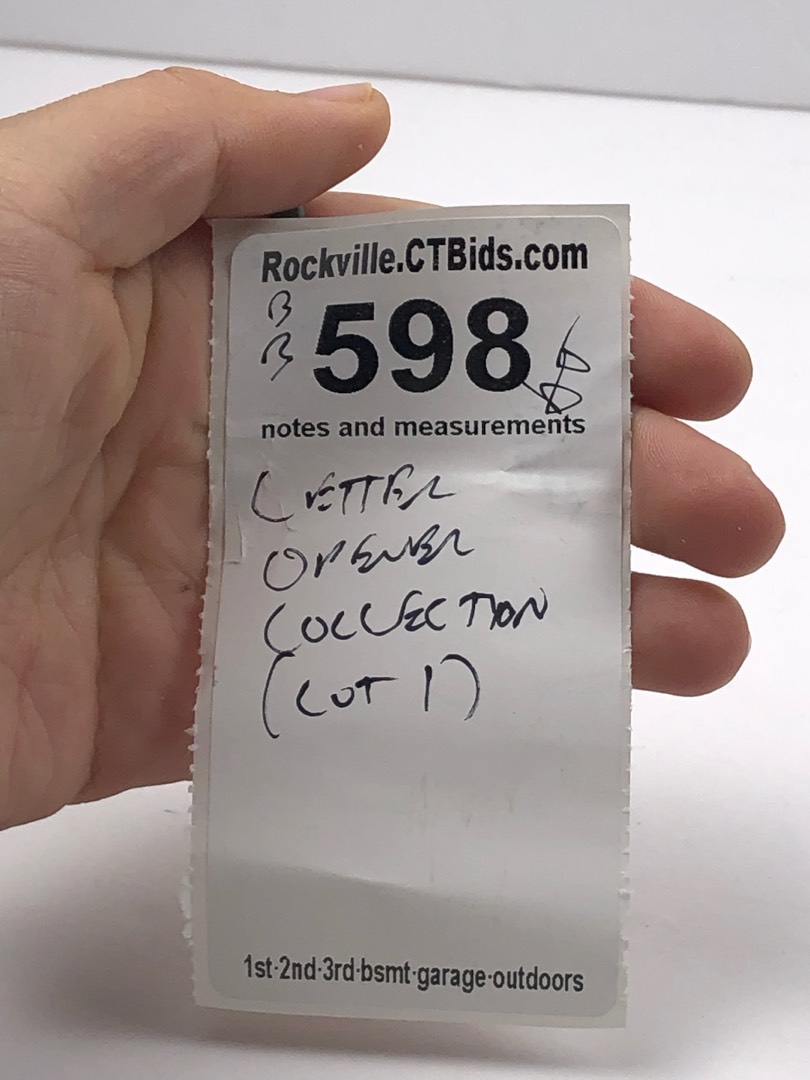 Rockville.CTBids.com
B
B
598
notes and measurements
LETTER
OPENER
COLLECTION
(LOT 1)
1st·2nd·3rd·bsmt·garage·outdoors